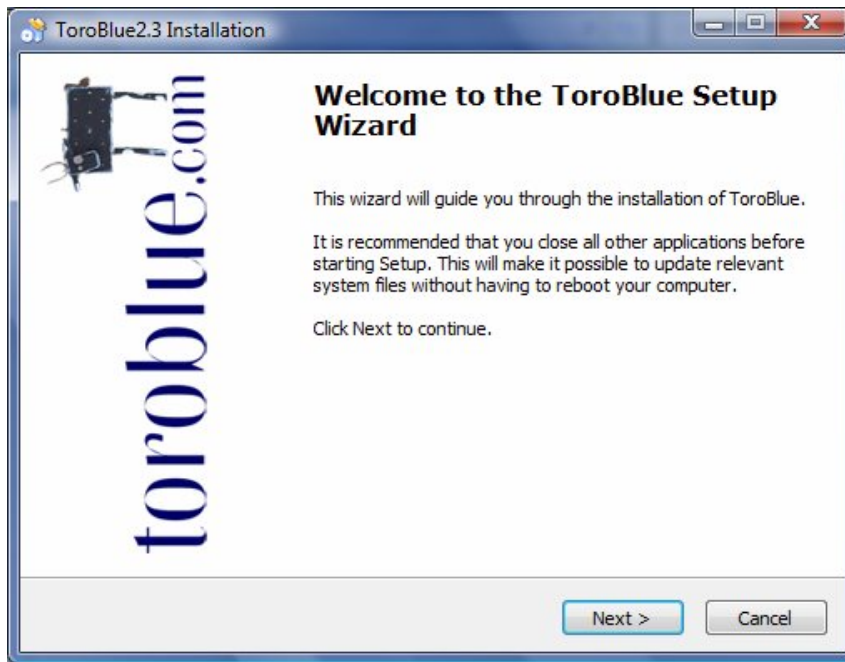 ToroBlue2.3 Installation
toroblue.com
Welcome to the ToroBlue Setup
Wizard
This wizard will guide you through the installation of ToroBlue.
It is recommended that you close all other applications before
starting Setup. This will make it possible to update relevant
system files without having to reboot your computer.
Click Next to continue.
Next >
Cancel